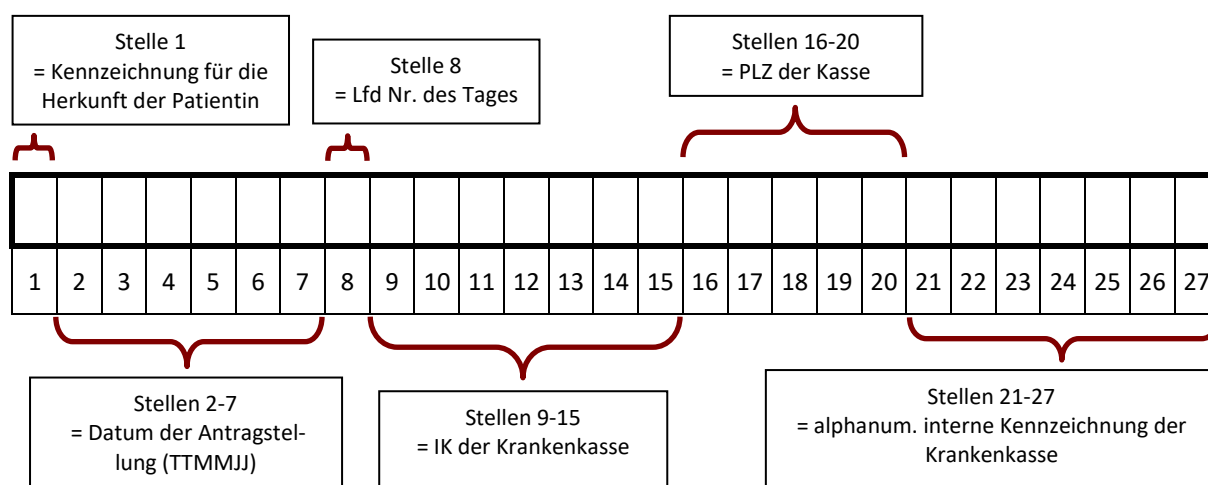 Stelle 1
= Kennzeichnung für die
Herkunft der Patientin
Stelle 8
= Lfd Nr. des Tages
Stellen 16-20
= PLZ der Kasse
1 2 3 4 5 6 7 8 9 10 11 12 13 14 15 16 17 18 19 20 21 22 23 24 25 26 27
Stellen 2-7
= Datum der Antragstel-
lung (TTMMJJ)
Stellen 9-15
= IK der Krankenkasse
Stellen 21-27
= alphanum. interne Kennzeichnung der
Krankenkasse